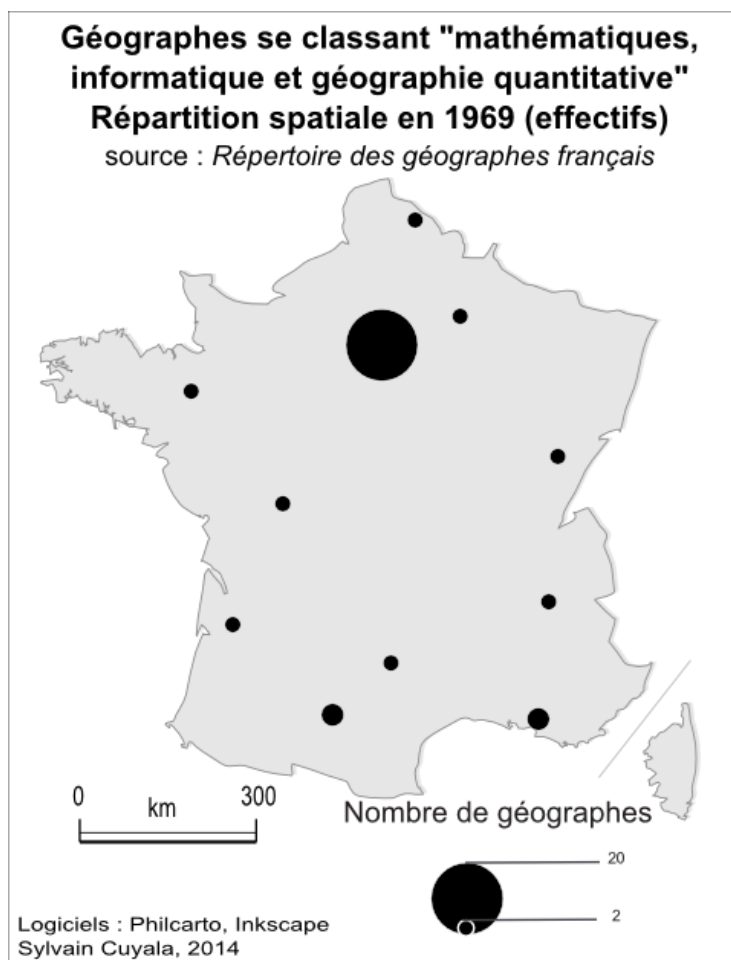 Géographes se classant "mathématiques,
informatique et géographie quantitative"
Répartition spatiale en 1969 (effectifs)
source : Répertoire des géographes français
0 km 300
Nombre de géographes
20
2
Logiciels : Philcarto, Inkscape
Sylvain Cuyala, 2014